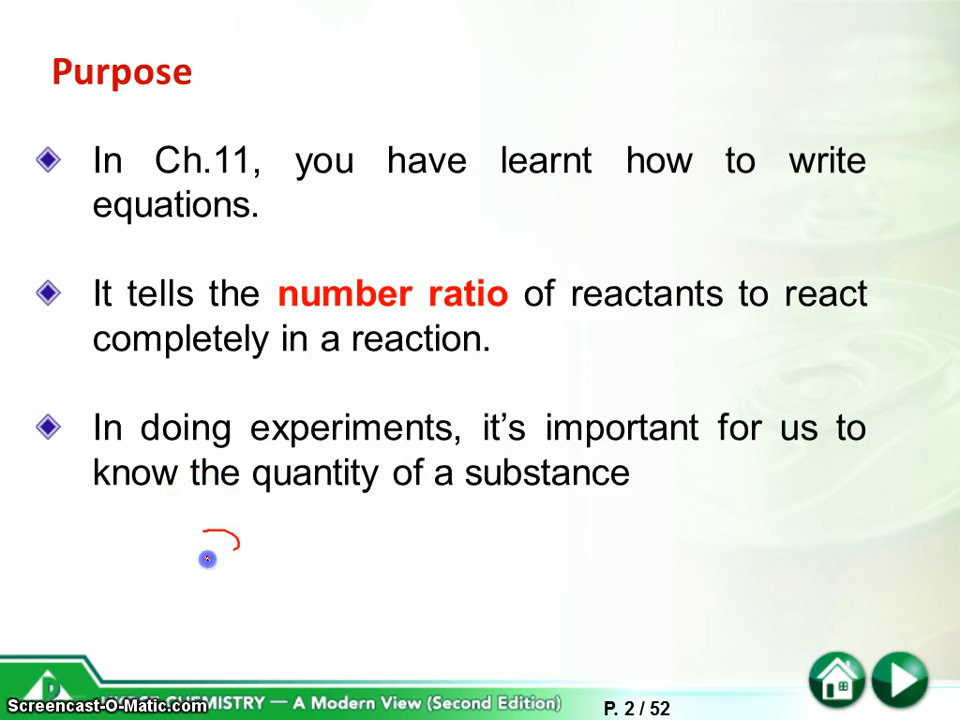 Purpose
In Ch.11, you have learnt how to write
equations.
It tells the number ratio of reactants to react
completely in a reaction.
In doing experiments, it's important for us to
know the quantity of a substance
CHEMISTRY — A Modern View (Second Edition)
Screencast-O-Matic.com
P. 2 / 52